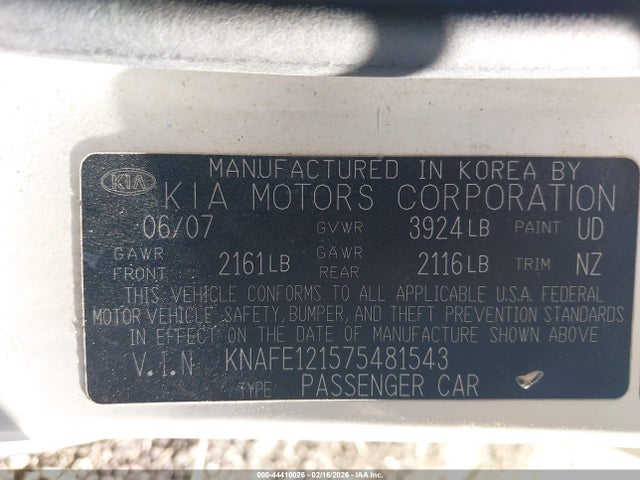 MANUFACTURED IN KOREA BY
KIA KIA MOTORS CORPORATION
06/07 GVWR 3924LB PAINT UD
GAWR FRONT 2161LB GAWR REAR 2116LB TRIM NZ
THIS VEHICLE CONFORMS TO ALL APPLICABLE U.S.A. FEDERAL
MOTOR VEHICLE SAFETY, BUMPER, AND THEFT PREVENTION STANDARDS
IN EFFECT ON THE DATE OF MANUFACTURE SHOWN ABOVE
V.I.N KNAFE121575481543
TYPE PASSENGER CAR
000-44410026 - 02/16/2026 - IAA Inc.